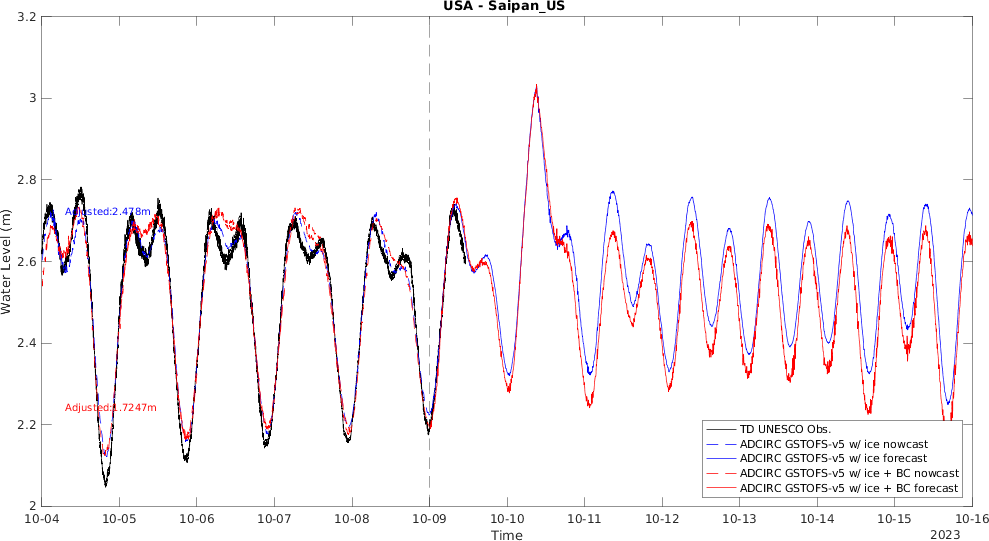 USA - Saipan_US
3.2
3
2.8
2.6
2.4
2.2
2
Water Level (m)
Adjusted:2.478m
Adjusted:1.7247m
TD UNESCO Obs.
ADCIRC GSTOFS-v5 w/ ice nowcast
ADCIRC GSTOFS-v5 w/ ice forecast
ADCIRC GSTOFS-v5 w/ ice + BC nowcast
ADCIRC GSTOFS-v5 w/ ice + BC forecast
10-04 10-05 10-06 10-07 10-08 10-09 10-10 10-11 10-12 10-13 10-14 10-15 10-16
Time
2023